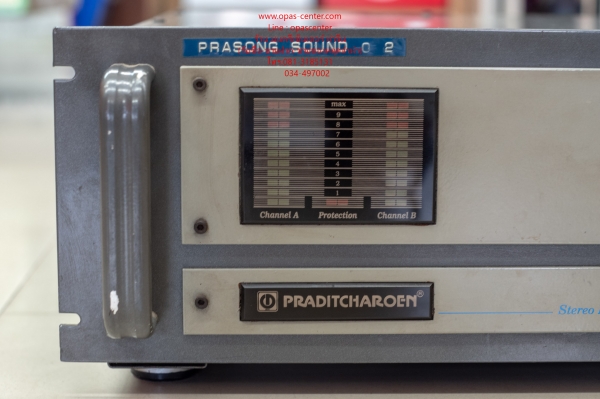 www.opas-center.com
Line : opascenter
PRASONG SOUND 0 2
034-497002
max
9
8
7
6
5
4
3
2
1
Channel A Protection Channel B
PRADITCHAROEN®
Stereo